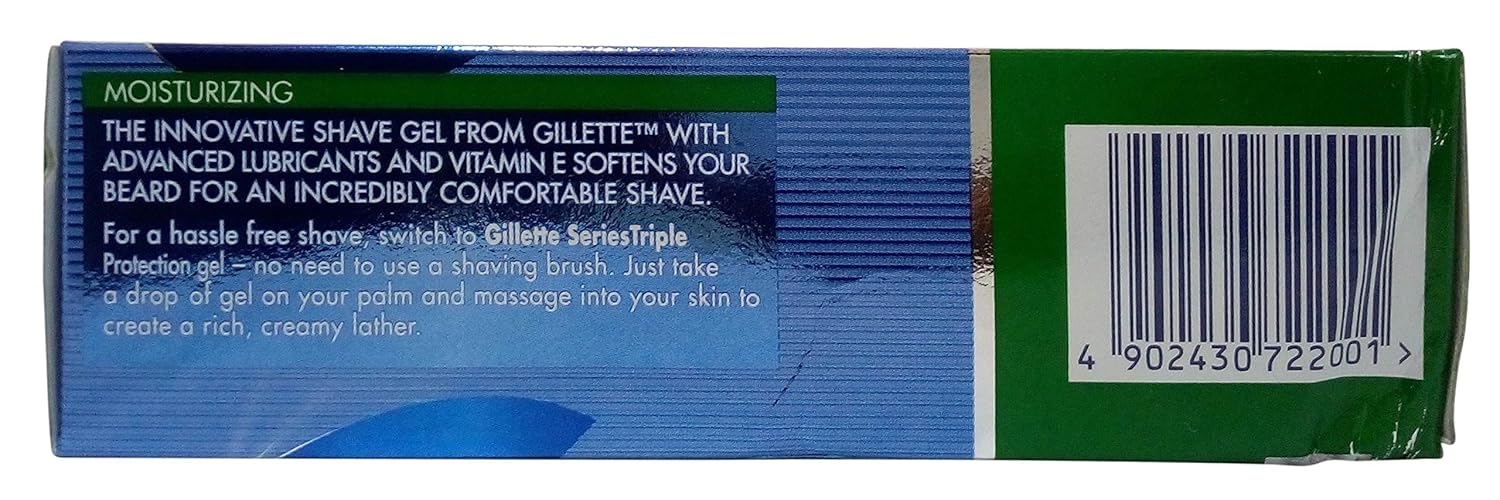 MOISTURIZING
THE INNOVATIVE SHAVE GEL FROM GILLETTE™ WITH
ADVANCED LUBRICANTS AND VITAMIN E SOFTENS YOUR
BEARD FOR AN INCREDIBLY COMFORTABLE SHAVE.
For a hassle free shave, switch to Gillette SeriesTriple
Protection gel – no need to use a shaving brush. Just take
a drop of gel on your palm and massage into your skin to
create a rich, creamy lather.
4 902430 722001 >